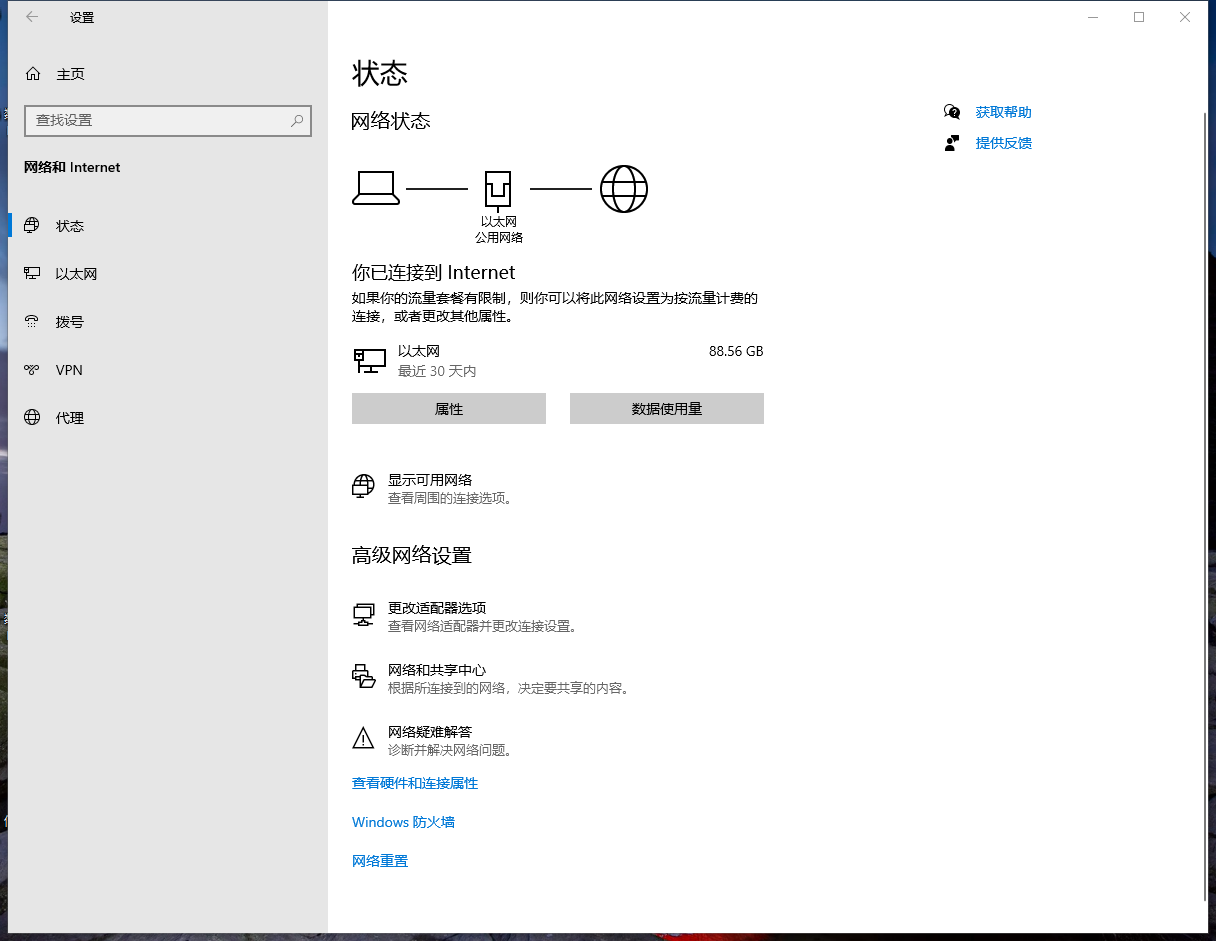 设置
主页
查找设置
网络和 Internet
状态
以太网
拨号
VPN
代理
状态
网络状态
以太网
公用网络
你已连接到 Internet
如果你的流量套餐有限制，则你可以将此网络设置为按流量计费的
连接，或者更改其他属性。
以太网
88.56 GB
最近 30 天内
属性
数据使用量
显示可用网络
查看周围的连接选项。
高级网络设置
更改适配器选项
查看网络适配器并更改连接设置。
网络和共享中心
根据所连接到的网络，决定要共享的内容。
网络疑难解答
诊断并解决网络问题。
查看硬件和连接属性
Windows 防火墙
网络重置
获取帮助
提供反馈